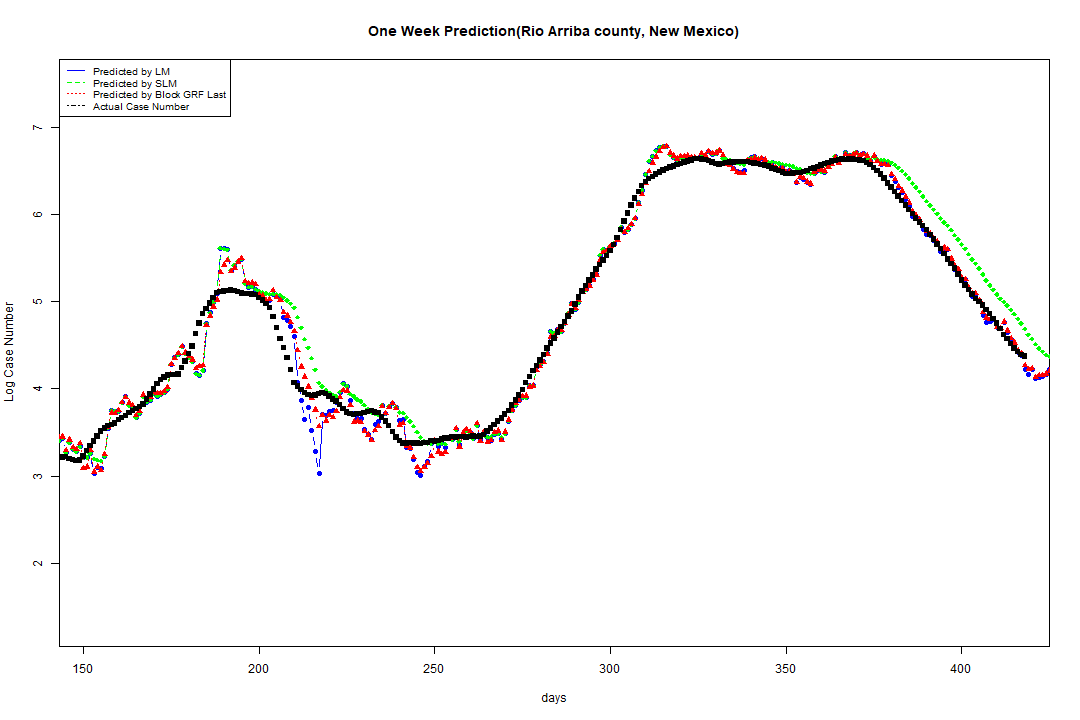 One Week Prediction(Rio Arriba county, New Mexico)
Predicted by LM
Predicted by SLM
Predicted by Block GRF Last
Actual Case Number
7
6
5
4
3
2
Log Case Number
150 200 250 300 350 400
days